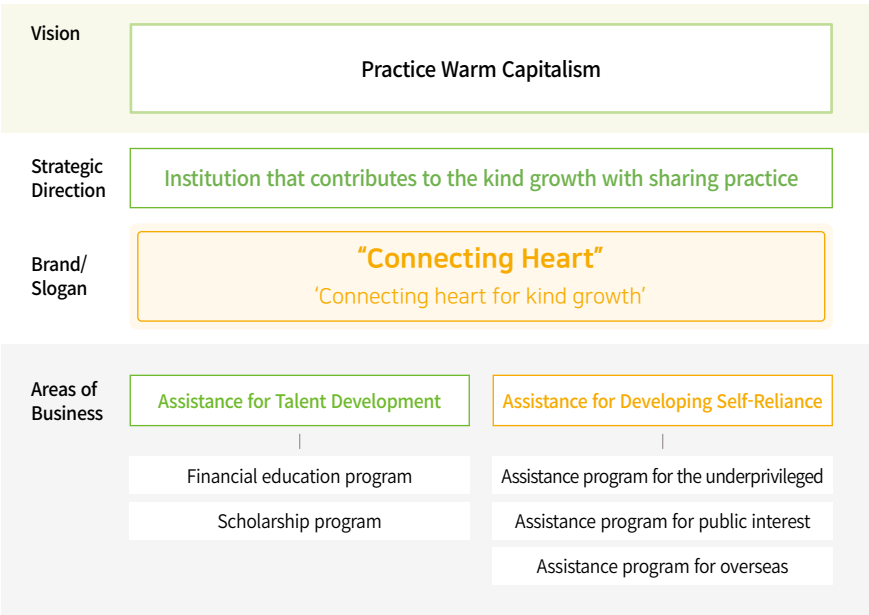 Vision
Practice Warm Capitalism
Strategic
Direction
Institution that contributes to the kind growth with sharing practice
Brand/
Slogan
“Connecting Heart”
‘Connecting heart for kind growth’
Areas of
Business
Assistance for Talent Development
Financial education program
Scholarship program
Assistance for Developing Self-Reliance
Assistance program for the underprivileged
Assistance program for public interest
Assistance program for overseas